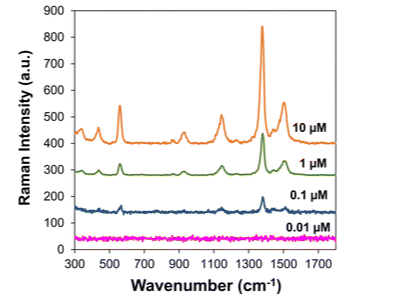 900
800
700
600
500
400
300
200
100
0
Raman Intensity (a.u.)
10 µM
1 µM
0.1 µM
0.01 µM
300 500 700 900 1100 1300 1500 1700
Wavenumber (cm-1)